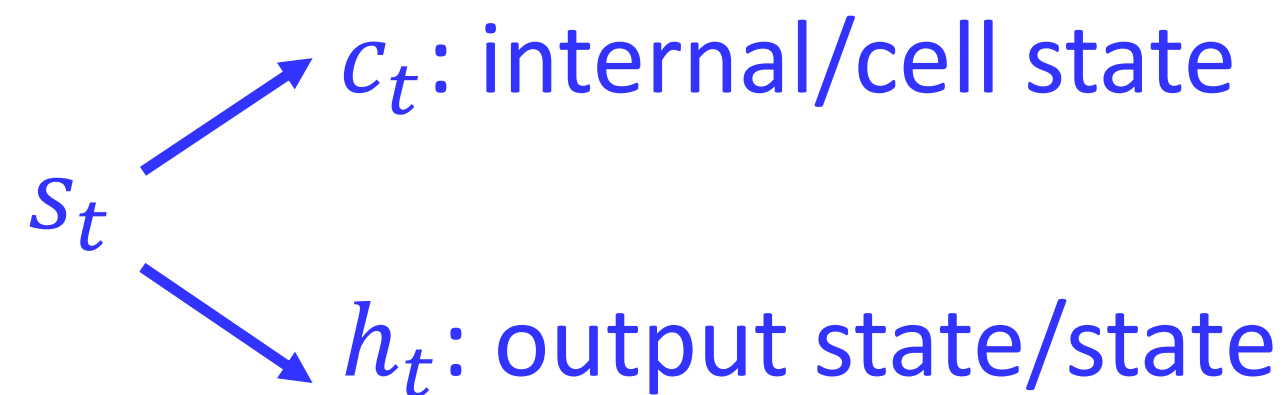 c_t: internal/cell state
s_t
h_t: output state/state